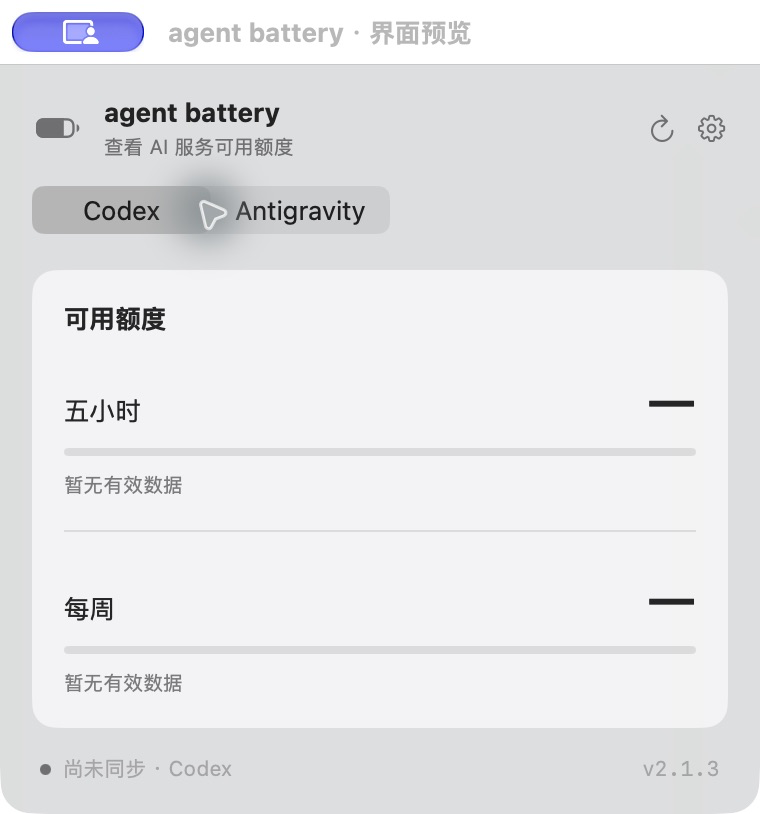 agent battery · 界面预览
agent battery
查看 AI 服务可用额度
Codex Antigravity
可用额度
五小时 —
暂无有效数据
每周 —
暂无有效数据
尚未同步 · Codex v2.1.3